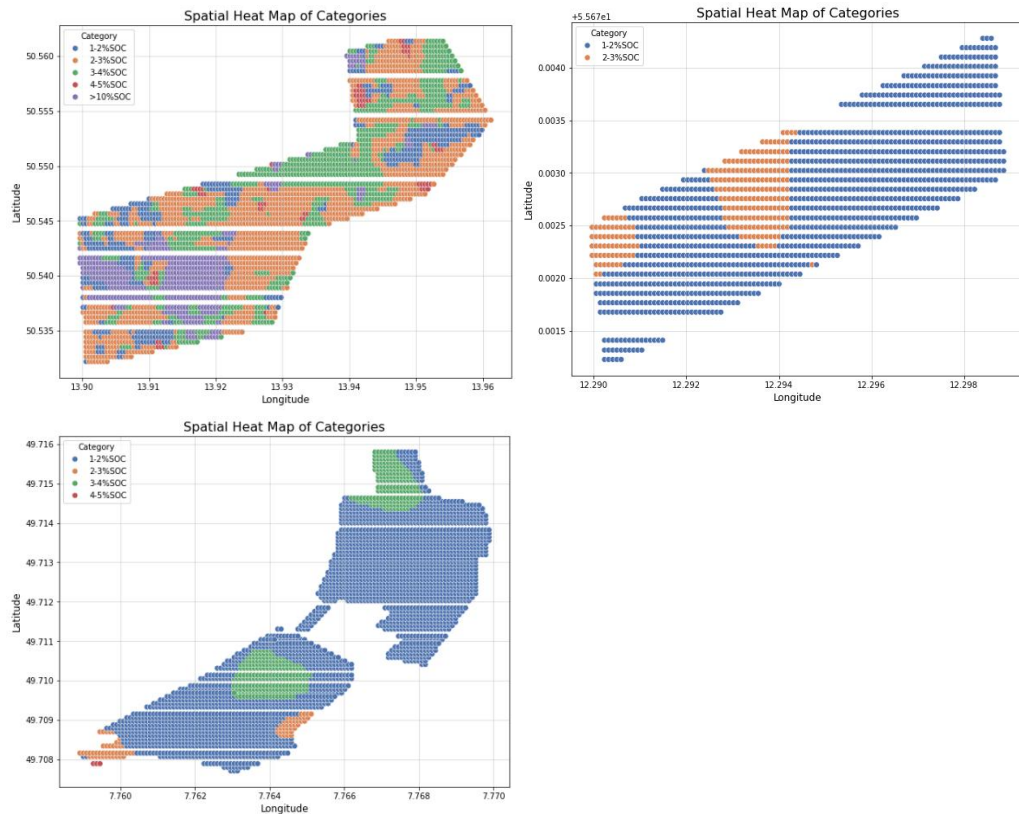 Spatial Heat Map of Categories
Category
1-2%SOC
2-3%SOC
3-4%SOC
4-5%SOC
>10%SOC
50.560
50.555
50.550
50.545
50.540
50.535
Latitude
13.90 13.91 13.92 13.93 13.94 13.95 13.96
Longitude
Spatial Heat Map of Categories
+5.567e1
Category
1-2%SOC
2-3%SOC
0.0040
0.0035
0.0030
0.0025
0.0020
0.0015
Latitude
12.290 12.292 12.294 12.296 12.298
Longitude
Spatial Heat Map of Categories
Category
1-2%SOC
2-3%SOC
3-4%SOC
4-5%SOC
49.716
49.715
49.714
49.713
49.712
49.711
49.710
49.709
49.708
Latitude
7.760 7.762 7.764 7.766 7.768 7.770
Longitude